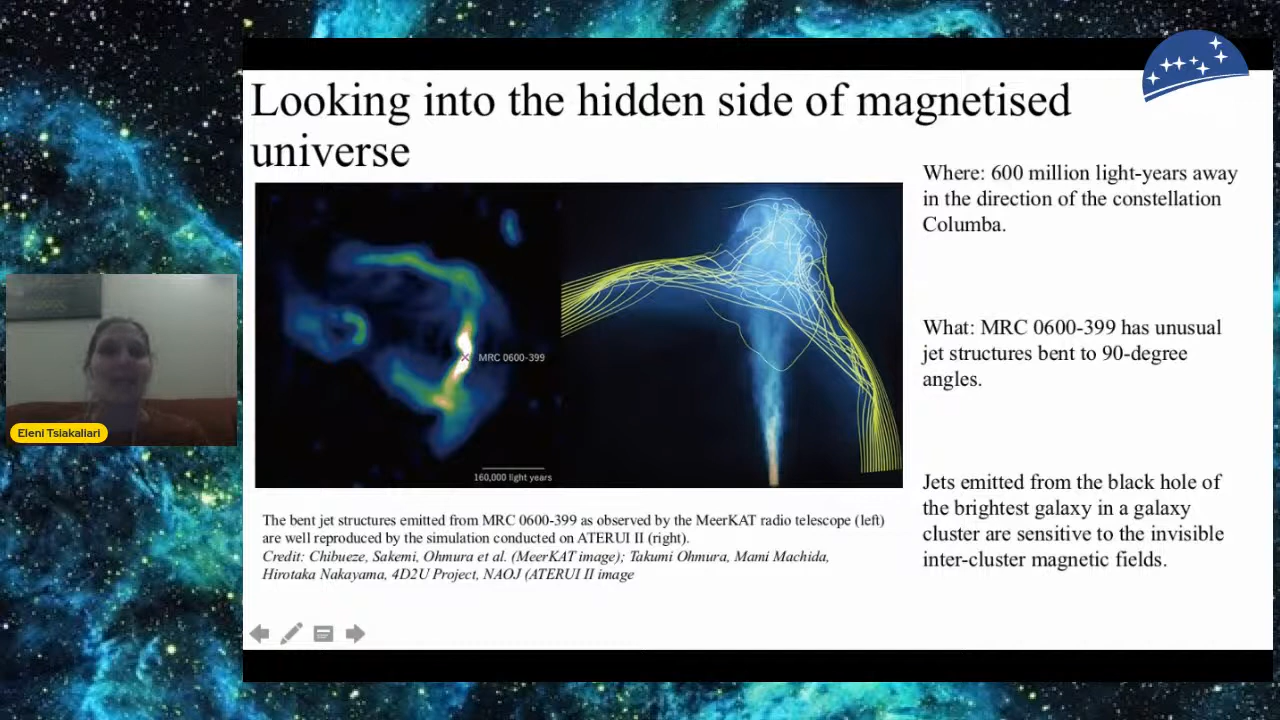 Looking into the hidden side of magnetised
universe
Where: 600 million light-years away
in the direction of the constellation
Columba.
MRC 0600-399
What: MRC 0600-399 has unusual
jet structures bent to 90-degree
angles.
Eleni Tsiakaliari
160,000 light years
Jets emitted from the black hole of
the brightest galaxy in a galaxy
cluster are sensitive to the invisible
inter-cluster magnetic fields.
The bent jet structures emitted from MRC 0600-399 as observed by the MeerKAT radio telescope (left)
are well reproduced by the simulation conducted on ATERUI II (right).
Credit: Chibueze, Sakemi, Ohmura et al. (MeerKAT image); Takumi Ohmura, Mami Machida,
Hirotaka Nakayama, 4D2U Project, NAOJ (ATERUI II image